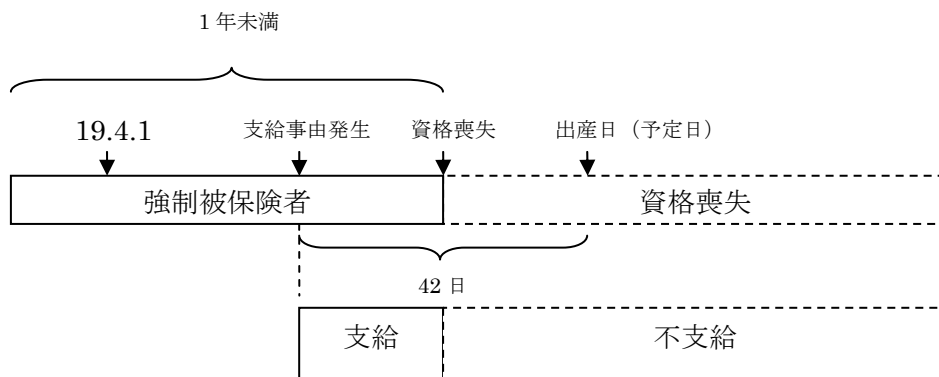 1 年未満
19.4.1 支給事由発生 資格喪失 出産日（予定日）
強制被保険者 資格喪失
42 日
支給 不支給